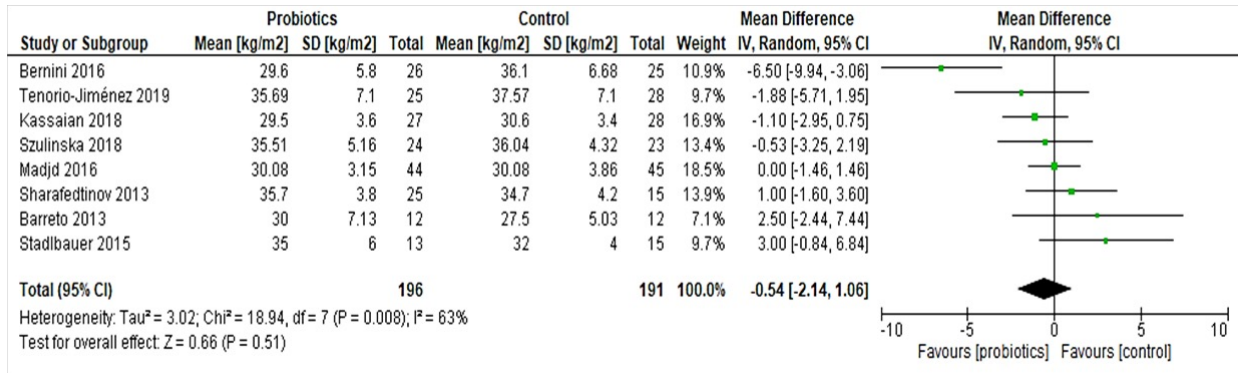 Probiotics Control Mean Difference Mean Difference
Study or Subgroup Mean [kg/m2] SD [kg/m2] Total Mean [kg/m2] SD [kg/m2] Total Weight IV, Random, 95% CI IV, Random, 95% CI
Bernini 2016 29.6 5.8 26 36.1 6.68 25 10.9% -6.50 [-9.94, -3.06]
Tenorio-Jiménez 2019 35.69 7.1 25 37.57 7.1 28 9.7% -1.88 [-5.71, 1.95]
Kassaian 2018 29.5 3.6 27 30.6 3.4 28 16.9% -1.10 [-2.95, 0.75]
Szulinska 2018 35.51 5.16 24 36.04 4.32 23 13.4% -0.53 [-3.25, 2.19]
Madjd 2016 30.08 3.15 44 30.08 3.86 45 18.5% 0.00 [-1.46, 1.46]
Sharafedtinov 2013 35.7 3.8 25 34.7 4.2 15 13.9% 1.00 [-1.60, 3.60]
Barreto 2013 30 7.13 12 27.5 5.03 12 7.1% 2.50 [-2.44, 7.44]
Stadlbauer 2015 35 6 13 32 4 15 9.7% 3.00 [-0.84, 6.84]
Total (95% CI) 196 191 100.0% -0.54 [-2.14, 1.06]
Heterogeneity: Tau² = 3.02; Chi² = 18.94, df = 7 (P = 0.008); I² = 63%
Test for overall effect: Z = 0.66 (P = 0.51)
-10 -5 0 5 10
Favours [probiotics] Favours [control]